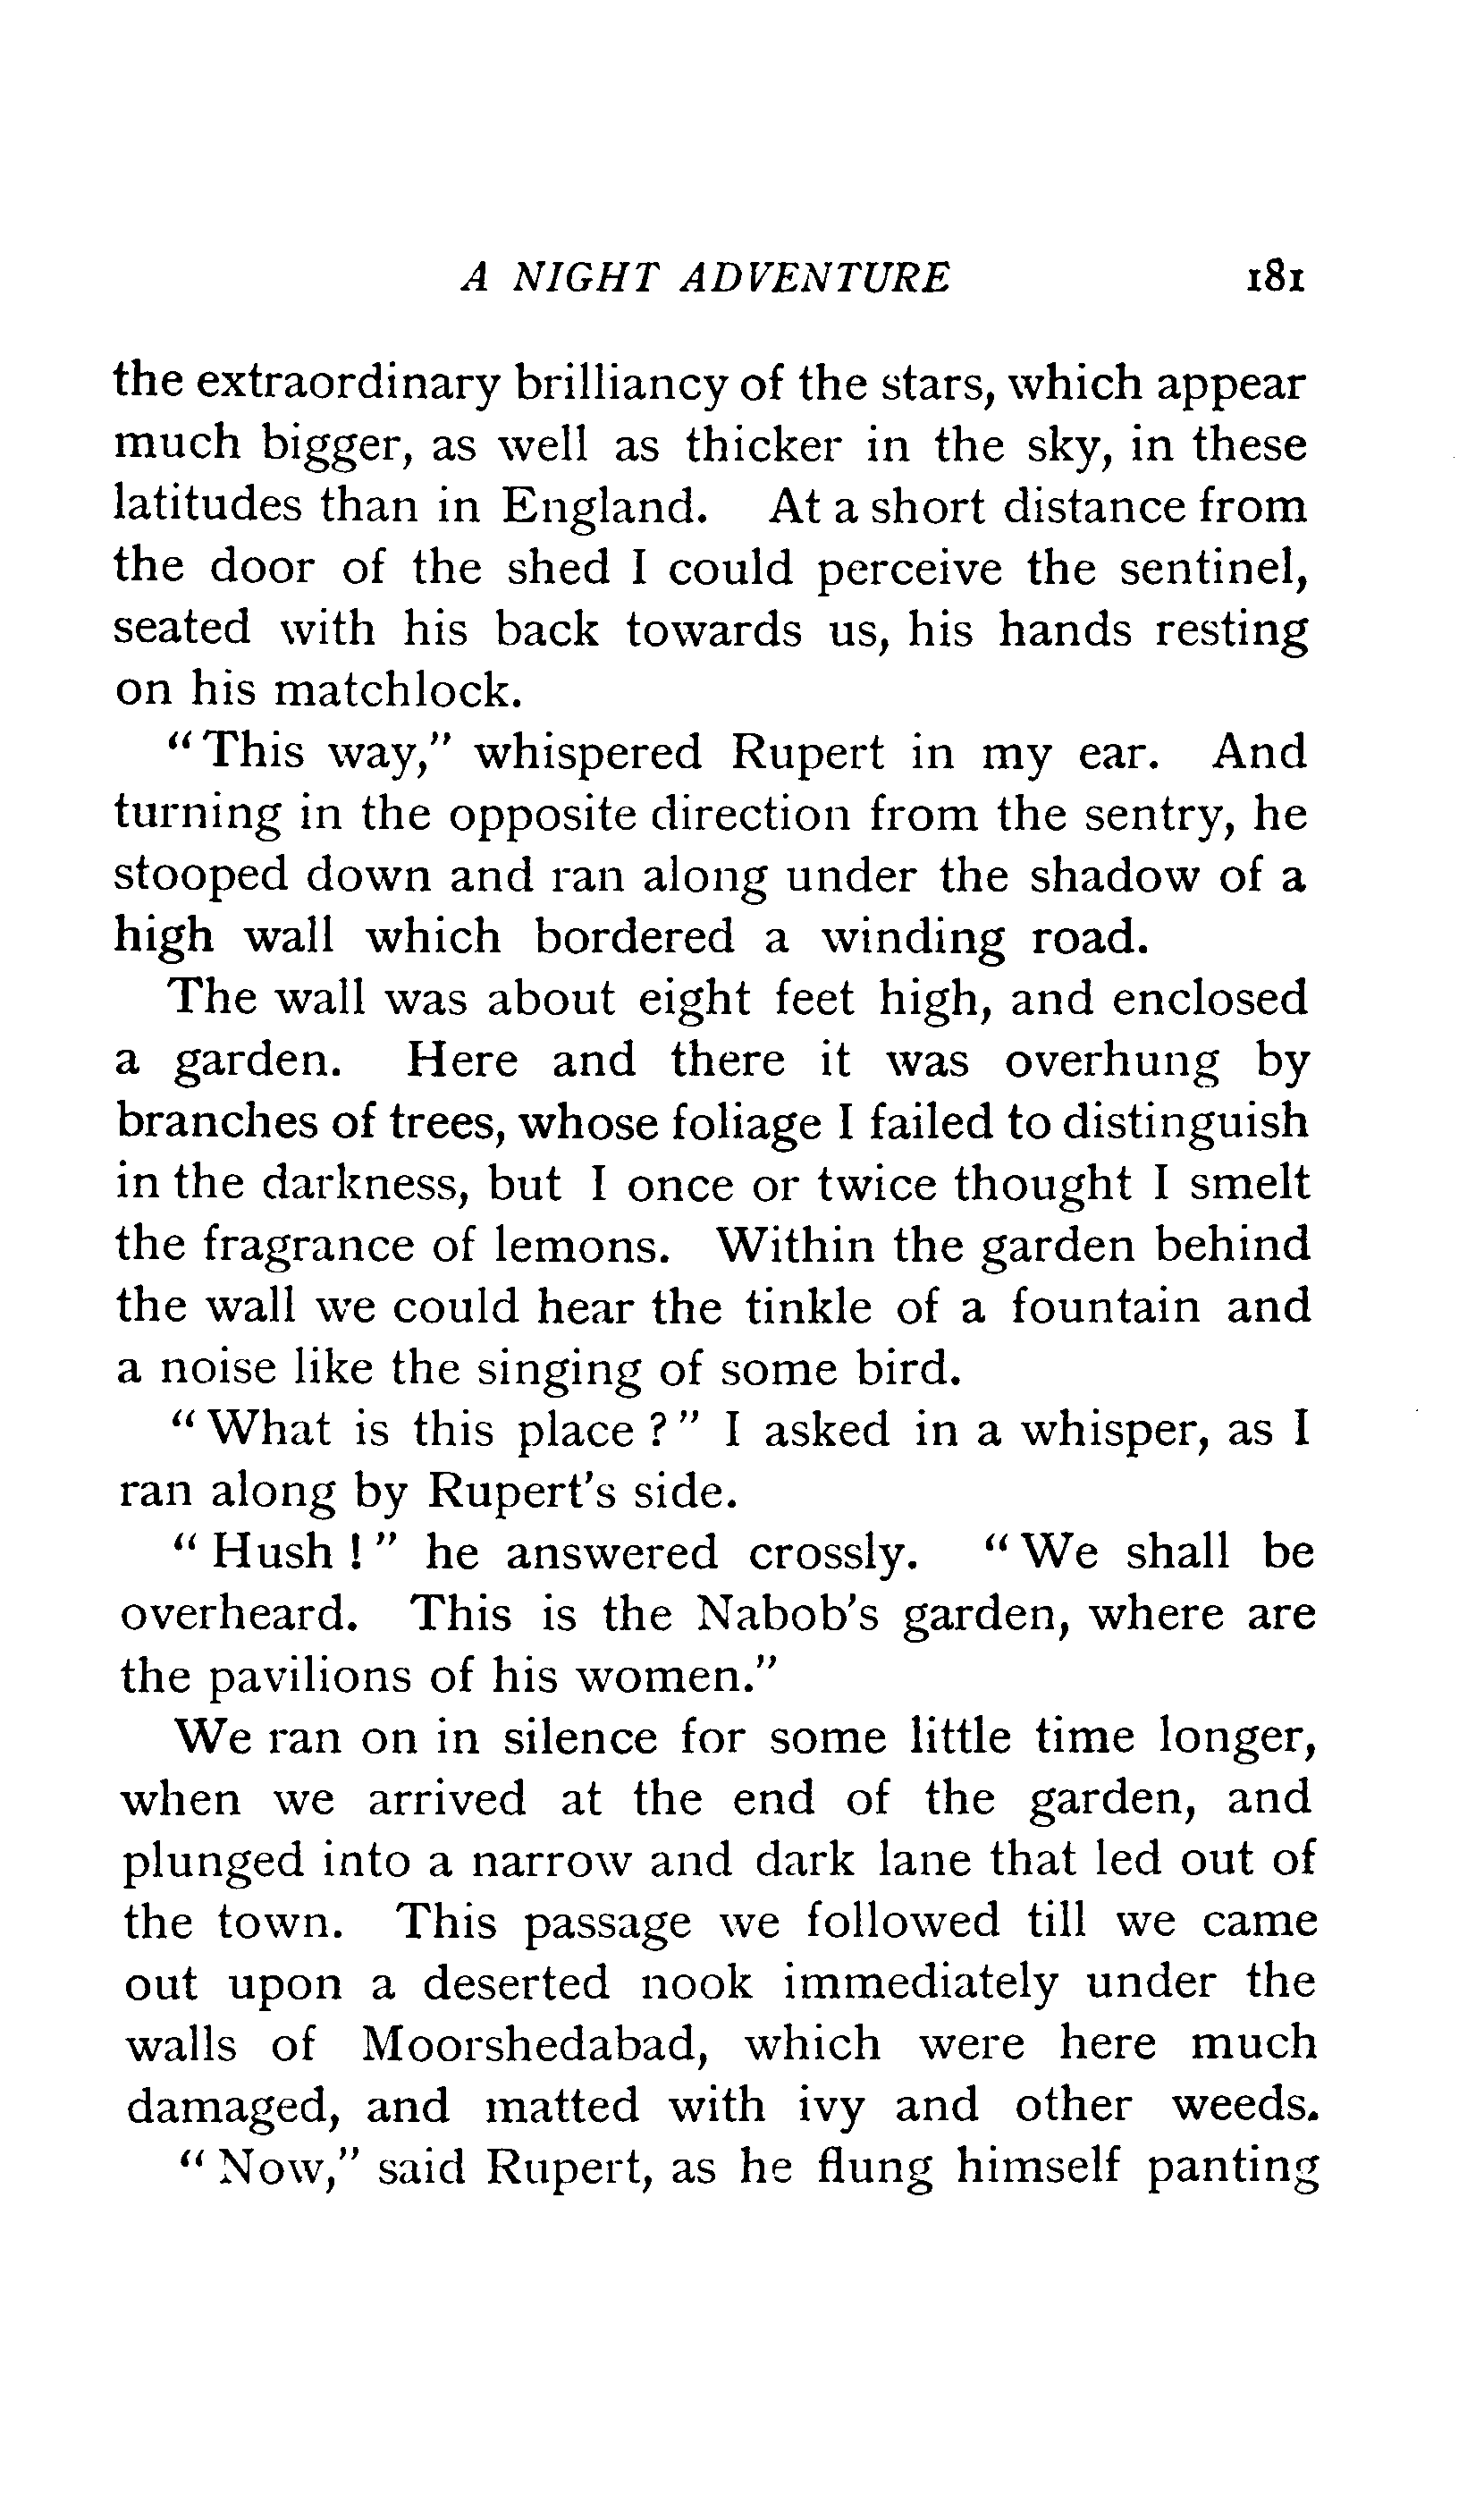 A NIGHT ADVENTURE 181
the extraordinary brilliancy of the stars, which appear
much bigger, as well as thicker in the sky, in these
latitudes than in England. At a short distance from
the door of the shed I could perceive the sentinel,
seated with his back towards us, his hands resting
on his matchlock.
"This way," whispered Rupert in my ear. And
turning in the opposite direction from the sentry, he
stooped down and ran along under the shadow of a
high wall which bordered a winding road.
The wall was about eight feet high, and enclosed
a garden. Here and there it was overhung by
branches of trees, whose foliage I failed to distinguish
in the darkness, but I once or twice thought I smelt
the fragrance of lemons. Within the garden behind
the wall we could hear the tinkle of a fountain and
a noise like the singing of some bird.
"What is this place ?" I asked in a whisper, as I
ran along by Rupert's side.
"Hush !" he answered crossly. "We shall be
overheard. This is the Nabob's garden, where are
the pavilions of his women."
We ran on in silence for some little time longer,
when we arrived at the end of the garden, and
plunged into a narrow and dark lane that led out of
the town. This passage we followed till we came
out upon a deserted nook immediately under the
walls of Moorshedabad, which were here much
damaged, and matted with ivy and other weeds.
"Now," said Rupert, as he flung himself panting